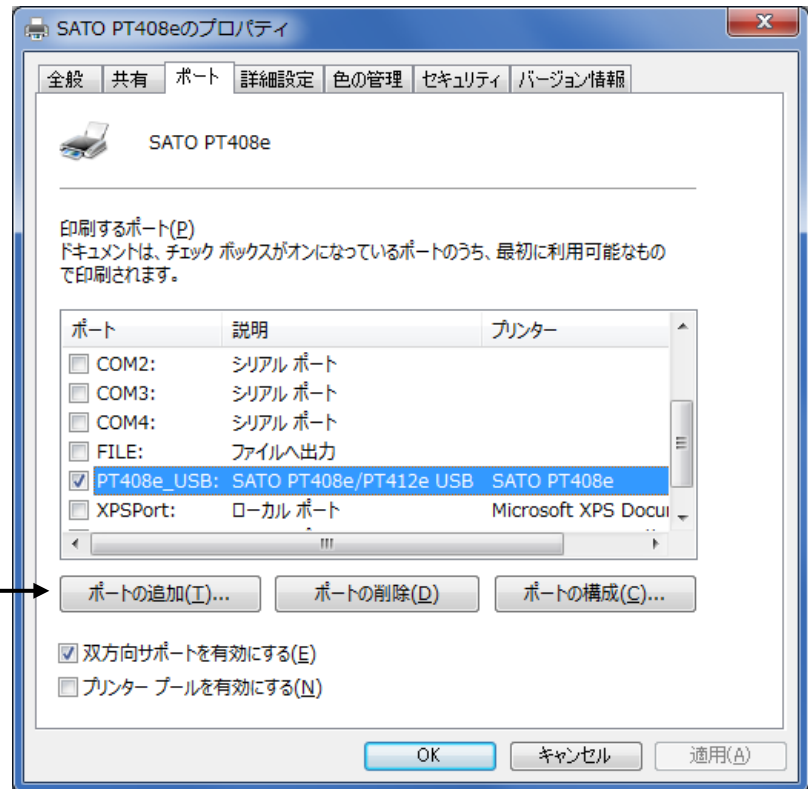 SATO PT408eのプロパティ
全般 共有 ポート 詳細設定 色の管理 セキュリティ バージョン情報
SATO PT408e
印刷するポート(P)
ドキュメントは、チェック ボックスがオンになっているポートのうち、最初に利用可能なもの
で印刷されます。
ポート 説明 プリンター
COM2: シリアル ポート
COM3: シリアル ポート
COM4: シリアル ポート
FILE: ファイルへ出力
PT408e_USB: SATO PT408e/PT412e USB SATO PT408e
XPSPort: ローカル ポート Microsoft XPS Docu
ポートの追加(T)... ポートの削除(D) ポートの構成(C)...
双方向サポートを有効にする(E)
プリンター プールを有効にする(N)
OK キャンセル 適用(A)